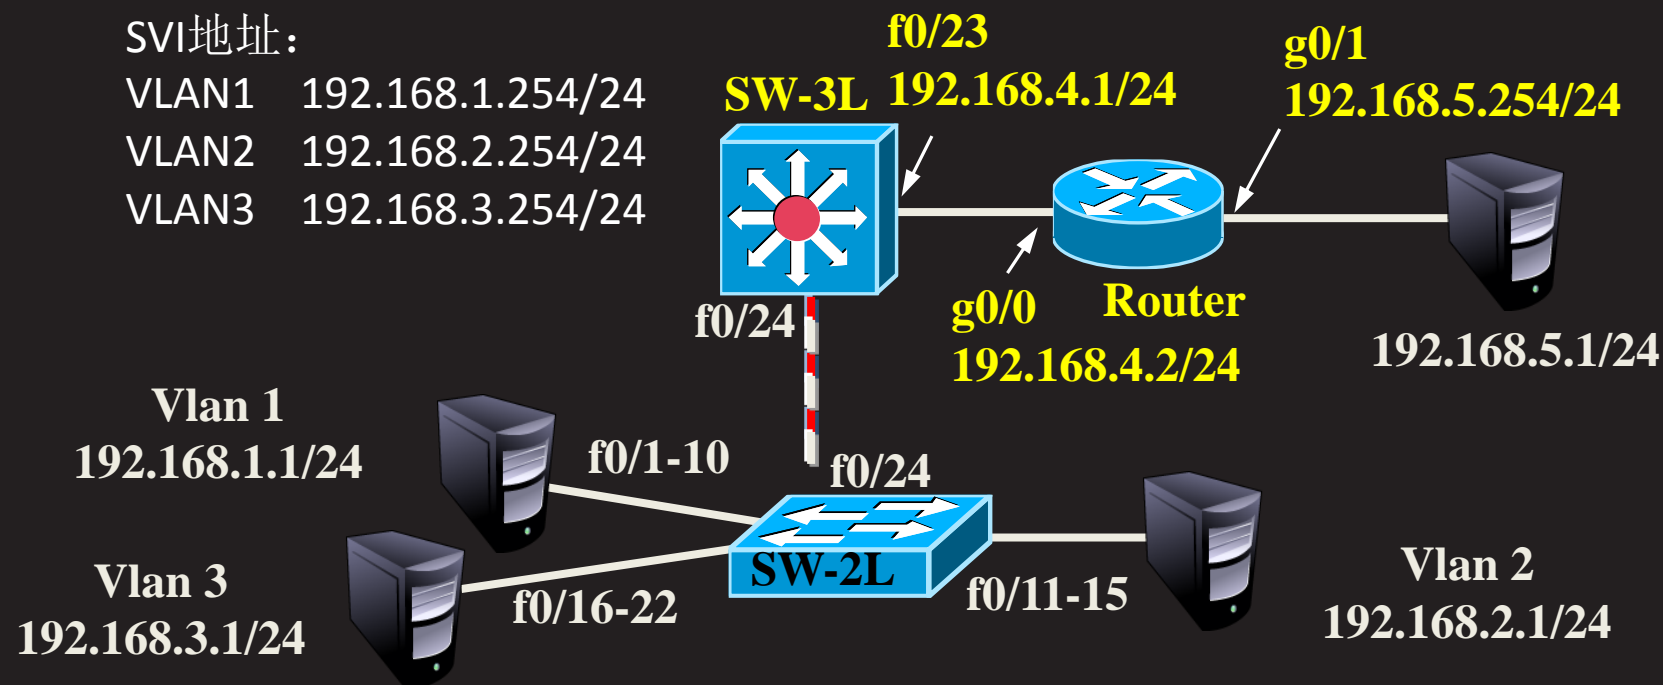 SVI地址：
VLAN1 192.168.1.254/24
VLAN2 192.168.2.254/24
VLAN3 192.168.3.254/24
f0/23
192.168.4.1/24
SW-3L
g0/1
192.168.5.254/24
f0/24
g0/0
192.168.4.2/24
Router
192.168.5.1/24
Vlan 1
192.168.1.1/24
f0/1-10
f0/24
Vlan 3
192.168.3.1/24
f0/16-22
SW-2L
f0/11-15
Vlan 2
192.168.2.1/24